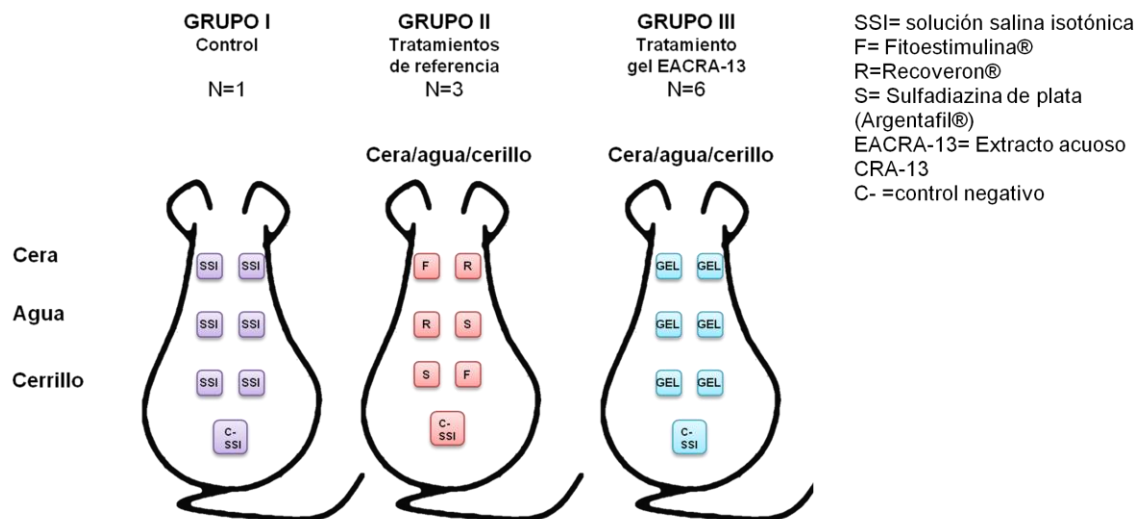 GRUPO I
Control
N=1
GRUPO II
Tratamientos
de referencia
N=3
GRUPO III
Tratamiento
gel EACRA-13
N=6
SSI= solución salina isotónica
F= Fitoestimulina®
R=Recoveron®
S= Sulfadiazina de plata
(Argentafil®)
EACRA-13= Extracto acuoso
CRA-13
C- =control negativo
Cera/agua/cerillo
Cera/agua/cerillo
Cera
SSI SSI
F R
GEL GEL
Agua
SSI SSI
R S
GEL GEL
Cerrillo
SSI SSI
S F
GEL GEL
C-
SSI
C-
SSI
C-
SSI